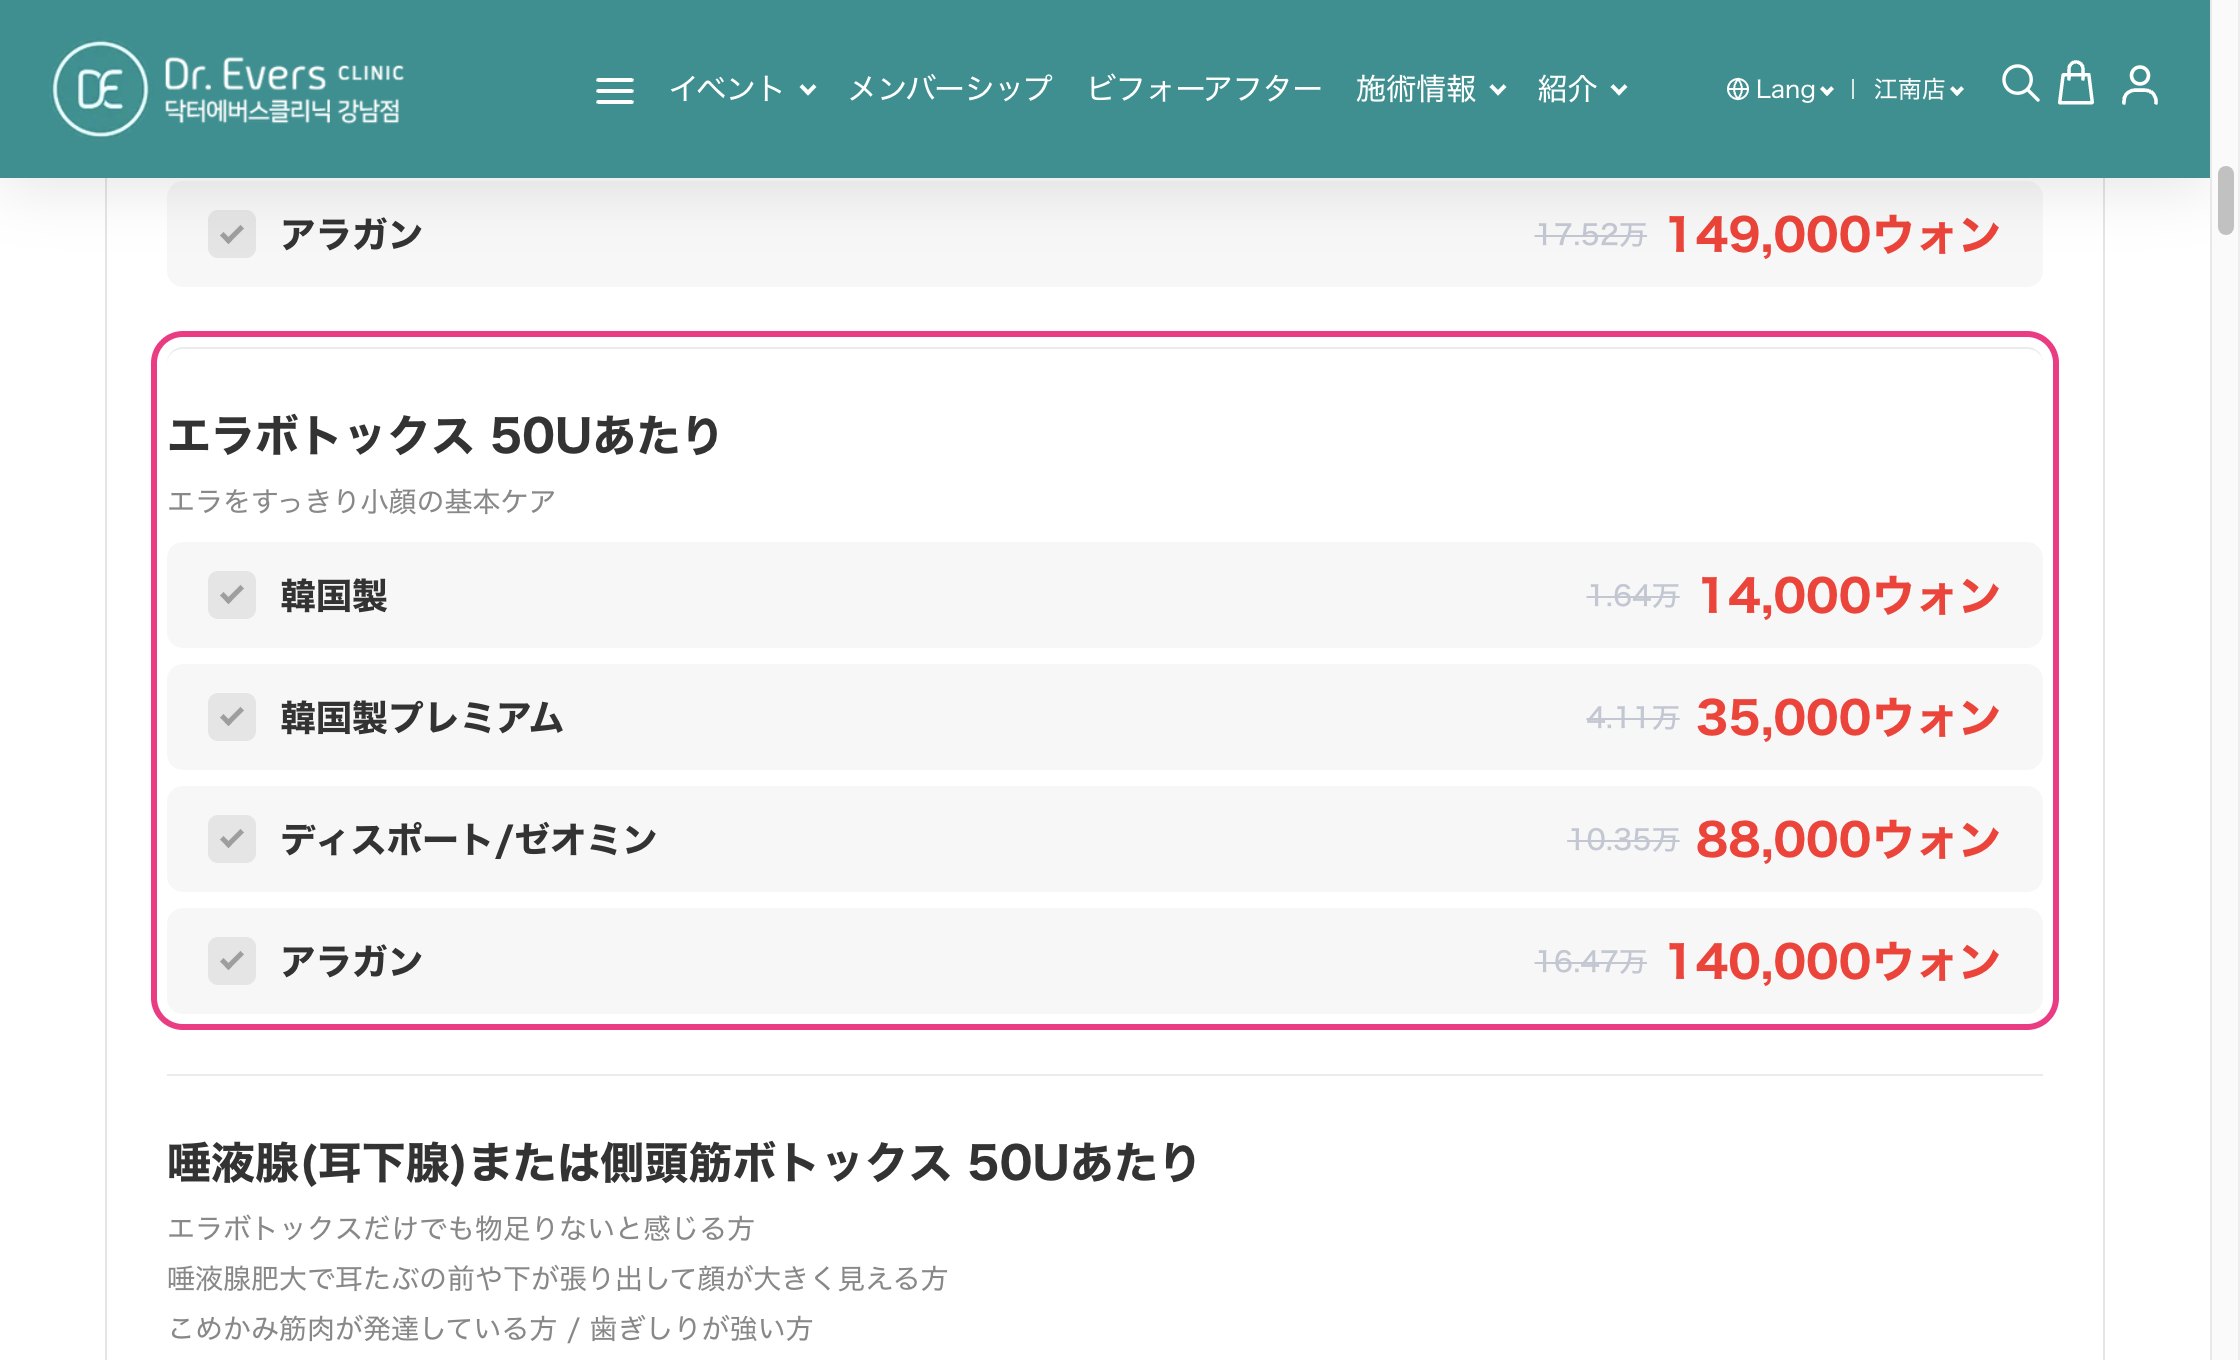 Dr. Evers CLINIC
닥터에버스클리닉 강남점
イベント メンバーシップ ビフォーアフター 施術情報 紹介 Lang | 江南店
アラガン 17.52万 149,000ウォン
エラボトックス 50Uあたり
エラをすっきり小顔の基本ケア
韓国製 1.64万 14,000ウォン
韓国製プレミアム 4.11万 35,000ウォン
ディスポート/ゼオミン 10.35万 88,000ウォン
アラガン 16.47万 140,000ウォン
唾液腺(耳下腺)または側頭筋ボトックス 50Uあたり
エラボトックスだけでも物足りないと感じる方
唾液腺肥大で耳たぶの前や下が張り出して顔が大きく見える方
こめかみ筋肉が発達している方 / 歯ぎしりが強い方